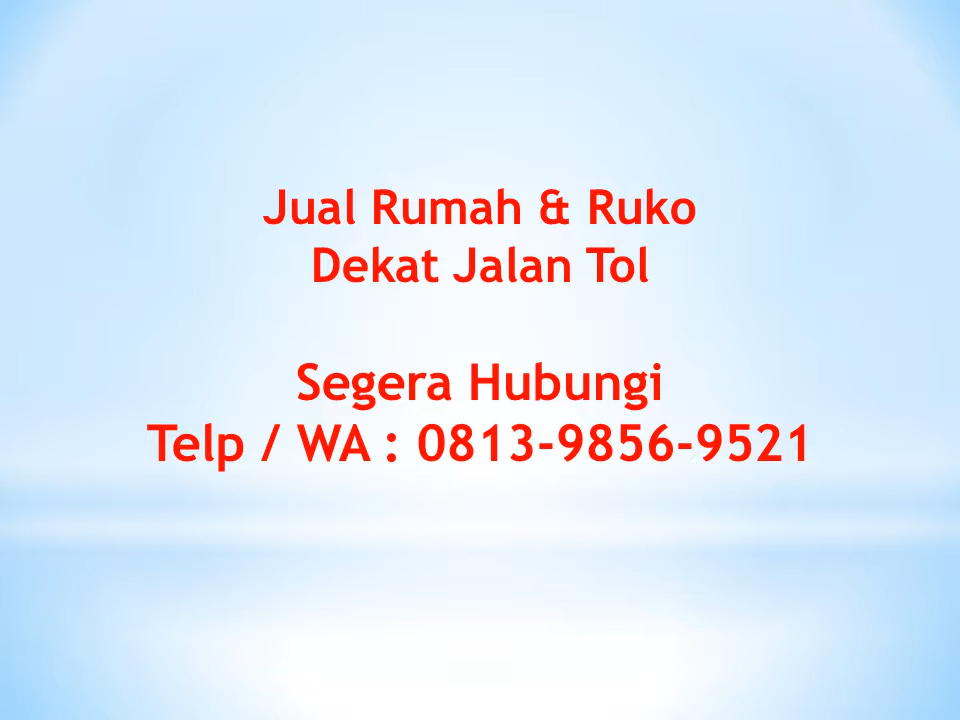 Jual Rumah & Ruko
Dekat Jalan Tol
Segera Hubungi
Telp / WA : 0813-9856-9521